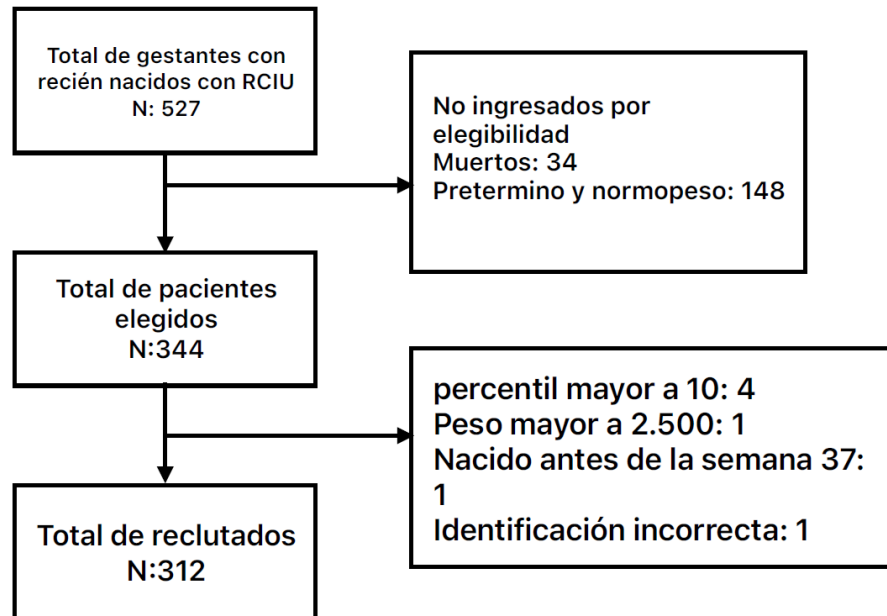 Total de gestantes con
recién nacidos con RCIU
N: 527
No ingresados por
elegibilidad
Muertos: 34
Pretermino y normopeso: 148
Total de pacientes
elegidos
N:344
percentil mayor a 10: 4
Peso mayor a 2.500: 1
Nacido antes de la semana 37:
1
Identificación incorrecta: 1
Total de reclutados
N:312